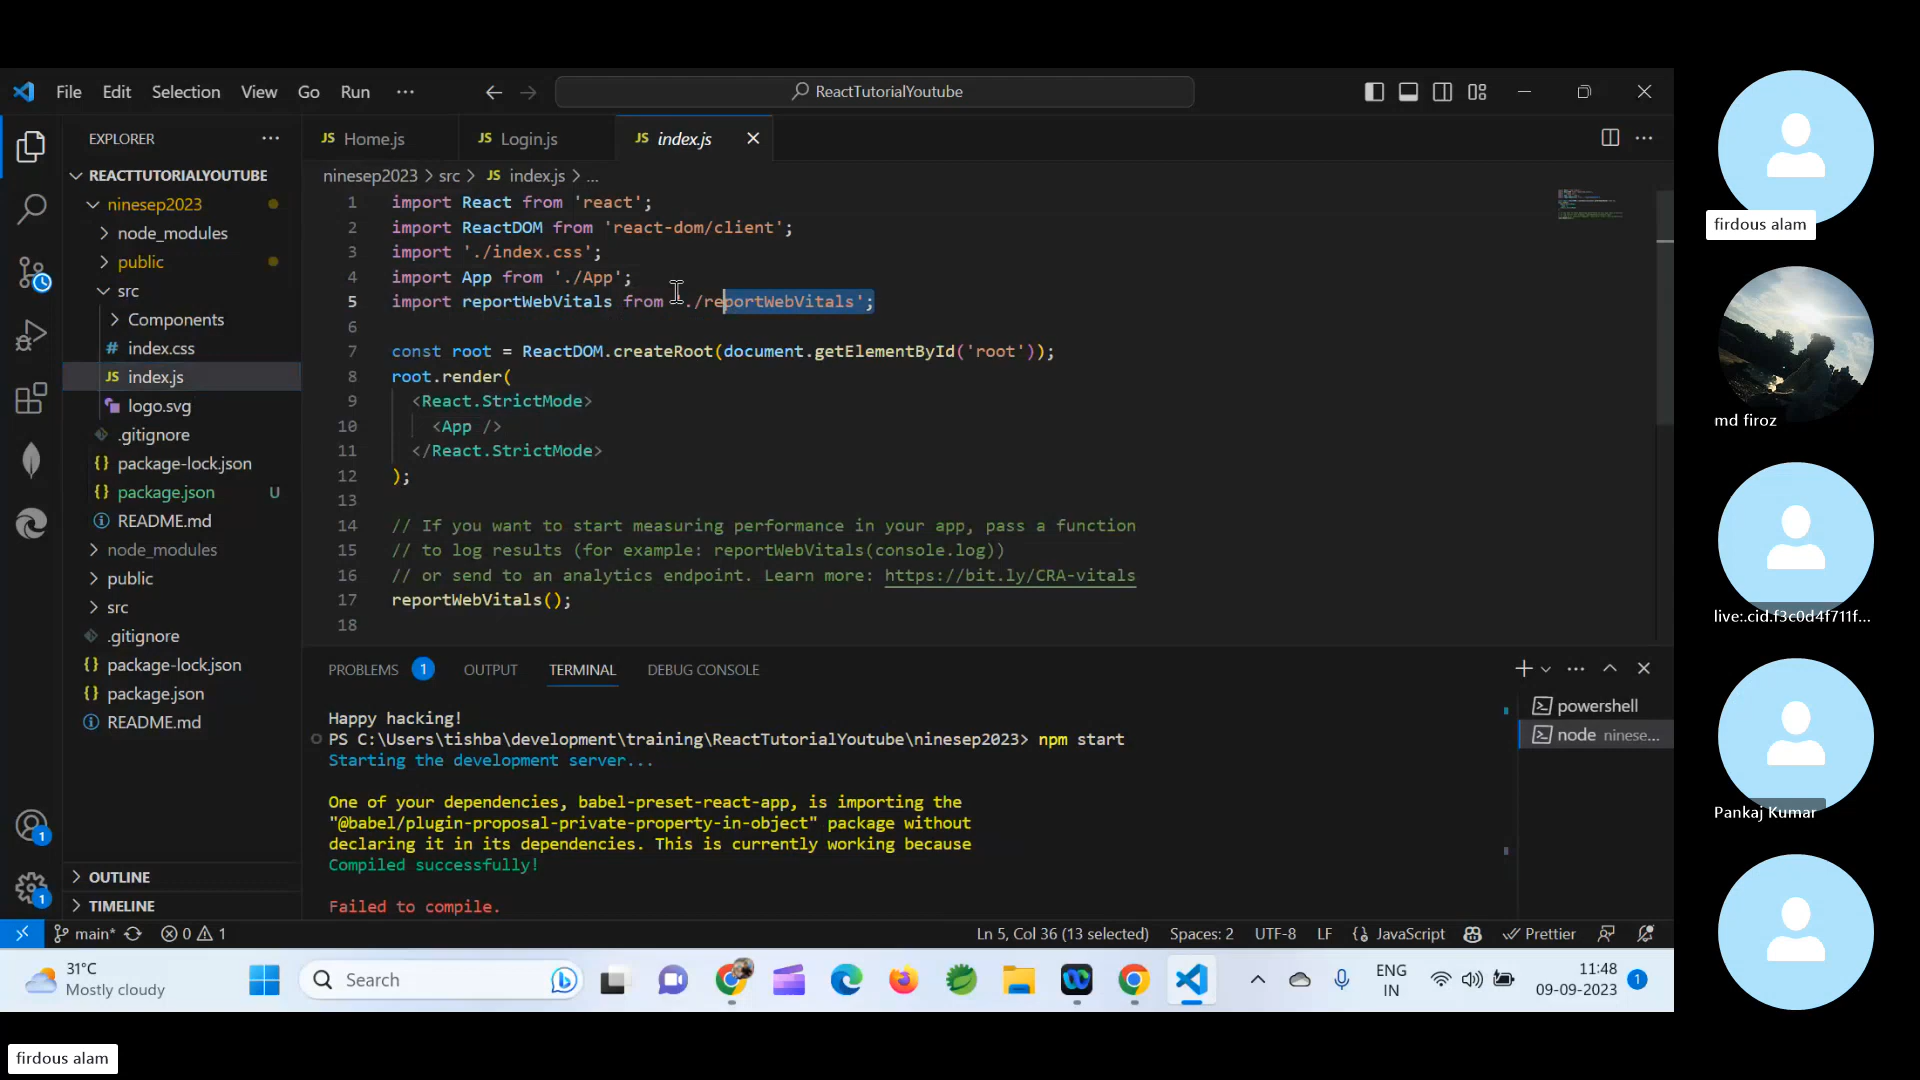 File Edit Selection View Go Run ReactTutorialYoutube
EXPLORER
REACTTUTORIALYOUTUBE
ninesep2023
node_modules
public
src
Components
# index.css
JS index.js
logo.svg
.gitignore
{} package-lock.json
{} package.json U
README.md
node_modules
public
src
.gitignore
{} package-lock.json
{} package.json
README.md
OUTLINE
TIMELINE
JS Home.js JS Login.js JS index.js
ninesep2023 > src > JS index.js > ...
1 import React from 'react';
2 import ReactDOM from 'react-dom/client';
3 import './index.css';
4 import App from './App';
5 import reportWebVitals from './reportWebVitals';
6
7 const root = ReactDOM.createRoot(document.getElementById('root'));
8 root.render(
9 <React.StrictMode>
10 <App />
11 </React.StrictMode>
12 );
13
14 // If you want to start measuring performance in your app, pass a function
15 // to log results (for example: reportWebVitals(console.log))
16 // or send to an analytics endpoint. Learn more: https://bit.ly/CRA-vitals
17 reportWebVitals();
18
PROBLEMS 1 OUTPUT TERMINAL DEBUG CONSOLE
powershell
node ninese...
Happy hacking!
PS C:\Users\tishba\development\training\ReactTutorialYoutube\ninesep2023> npm start
Starting the development server...
One of your dependencies, babel-preset-react-app, is importing the
"@babel/plugin-proposal-private-property-in-object" package without
declaring it in its dependencies. This is currently working because
Compiled successfully!
Failed to compile.
1
1
main* 0 1 Ln 5, Col 36 (13 selected) Spaces: 2 UTF-8 LF {} JavaScript Prettier
31°C
Mostly cloudy
Search
ENG
IN
11:48
09-09-2023
1
firdous alam
md firoz
live:.cid.f3c0d4f711f...
Pankaj Kumar
firdous alam